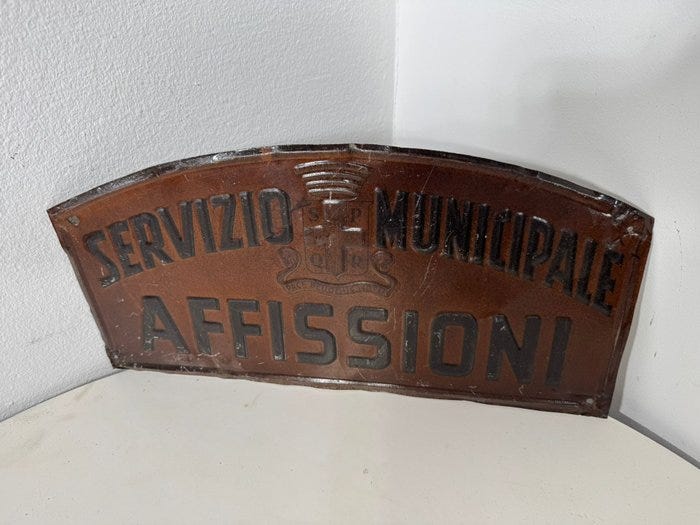 SERVIZIO MUNICIPALE
S P
Q R
AFFISSIONI